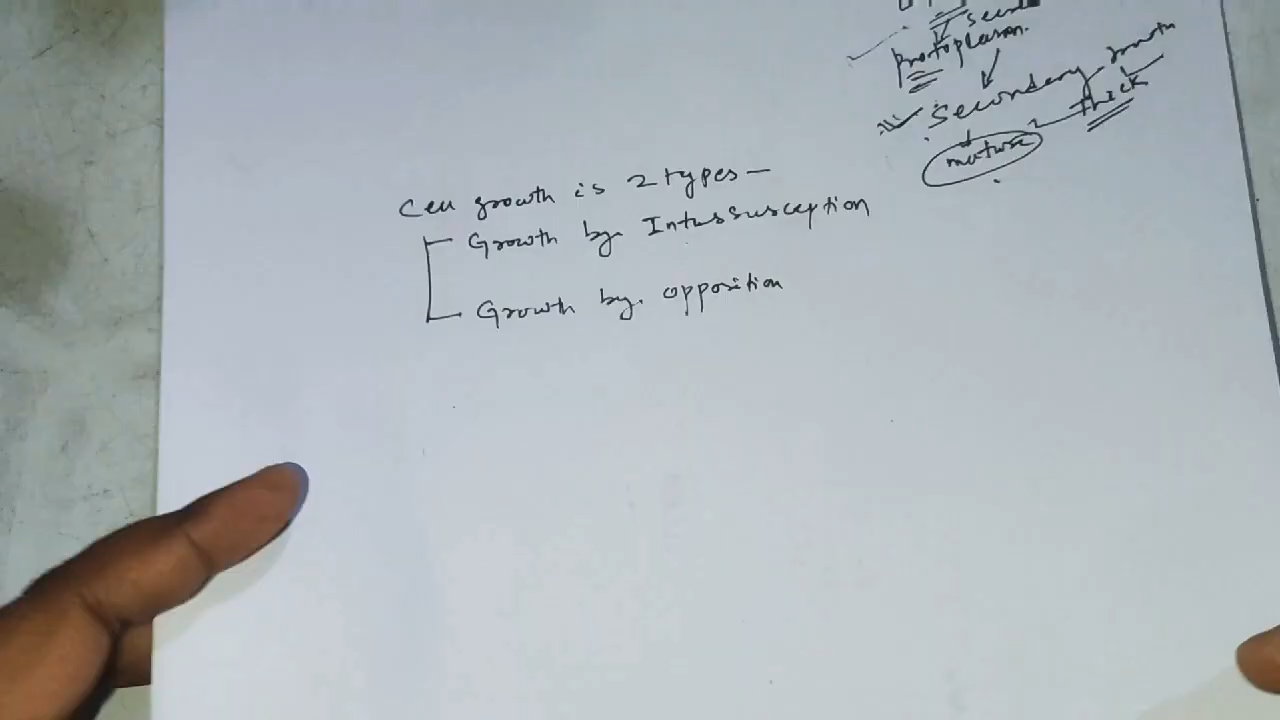 protoplasm.
Secondary growth
thick
mature
Cell growth is 2 types —
Growth by. Intussusception
Growth by. opposition